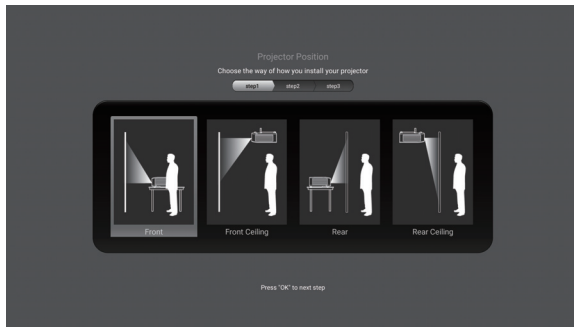 Projector Position
Choose the way of how you install your projector
step1 step2 step3
Front Front Ceiling Rear Rear Ceiling
Press "OK" to next step